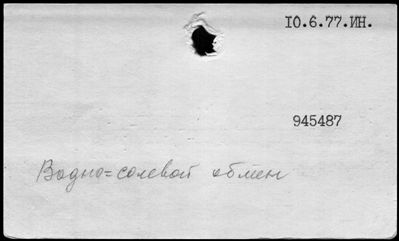 10.6.77.ИН.
945487
Водно=солевой обмен